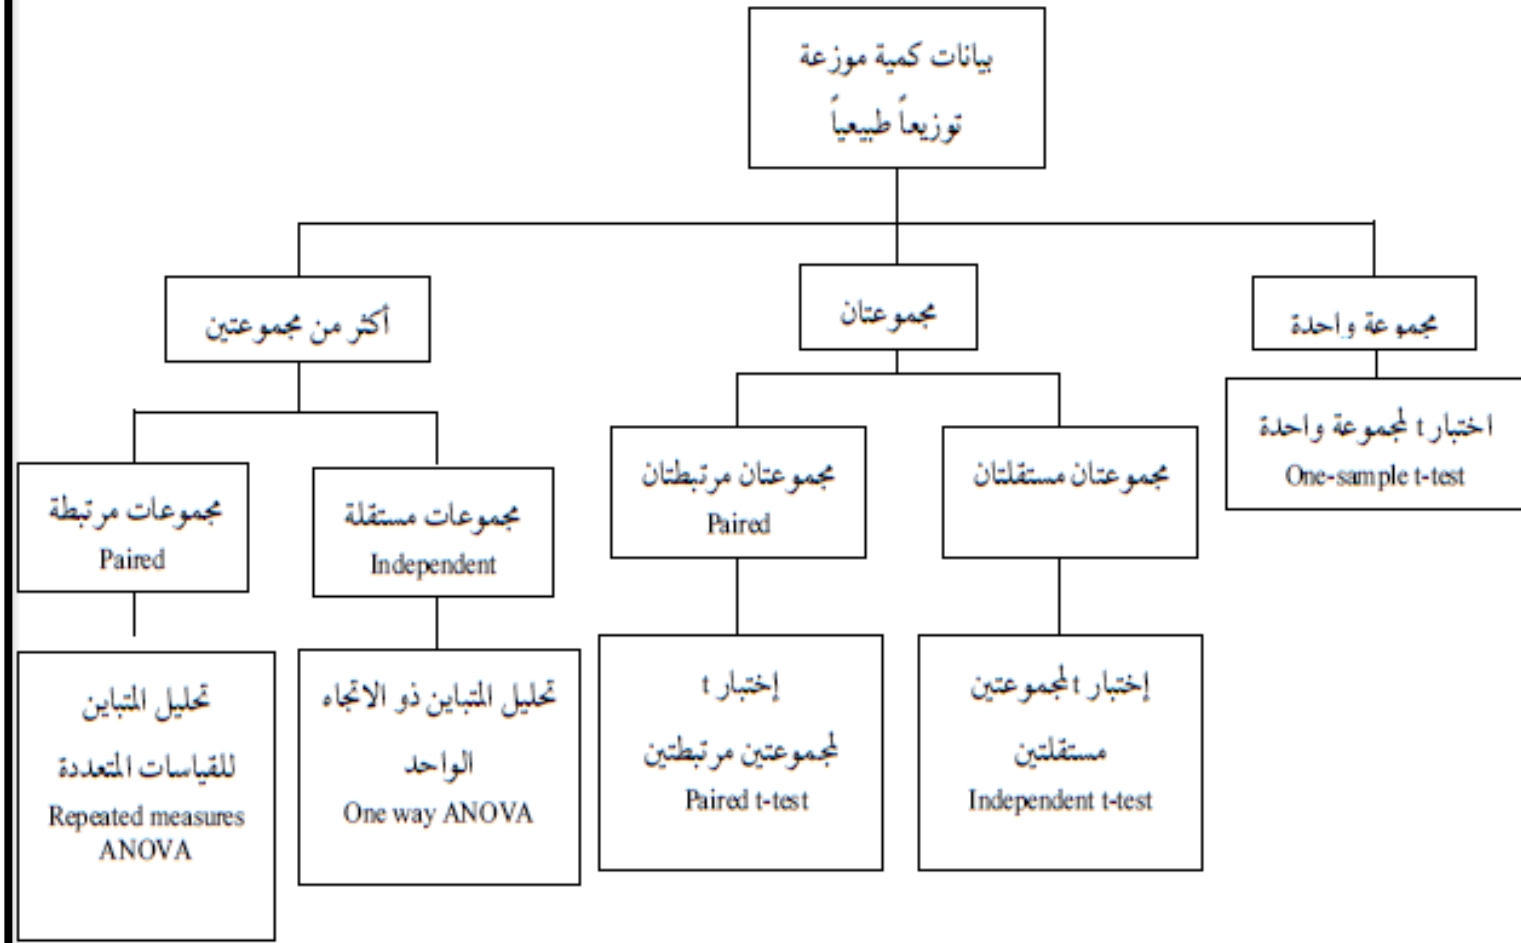 بيانات كمية موزعة
توزيعاً طبيعياً
مجموعة واحدة
مجموعتان
أكثر من مجموعتين
اختبار t لمجموعة واحدة
One-sample t-test
مجموعتان مستقلتان
مجموعتان مرتبطتان
Paired
مجموعات مستقلة
Independent
مجموعات مرتبطة
Paired
إختبار t لمجموعتين
مستقلتين
Independent t-test
إختبار t
لمجموعتين مرتبطتين
Paired t-test
تحليل المتباين ذو الاتجاه
الواحد
One way ANOVA
تحليل المتباين
للقياسات المتعددة
Repeated measures
ANOVA